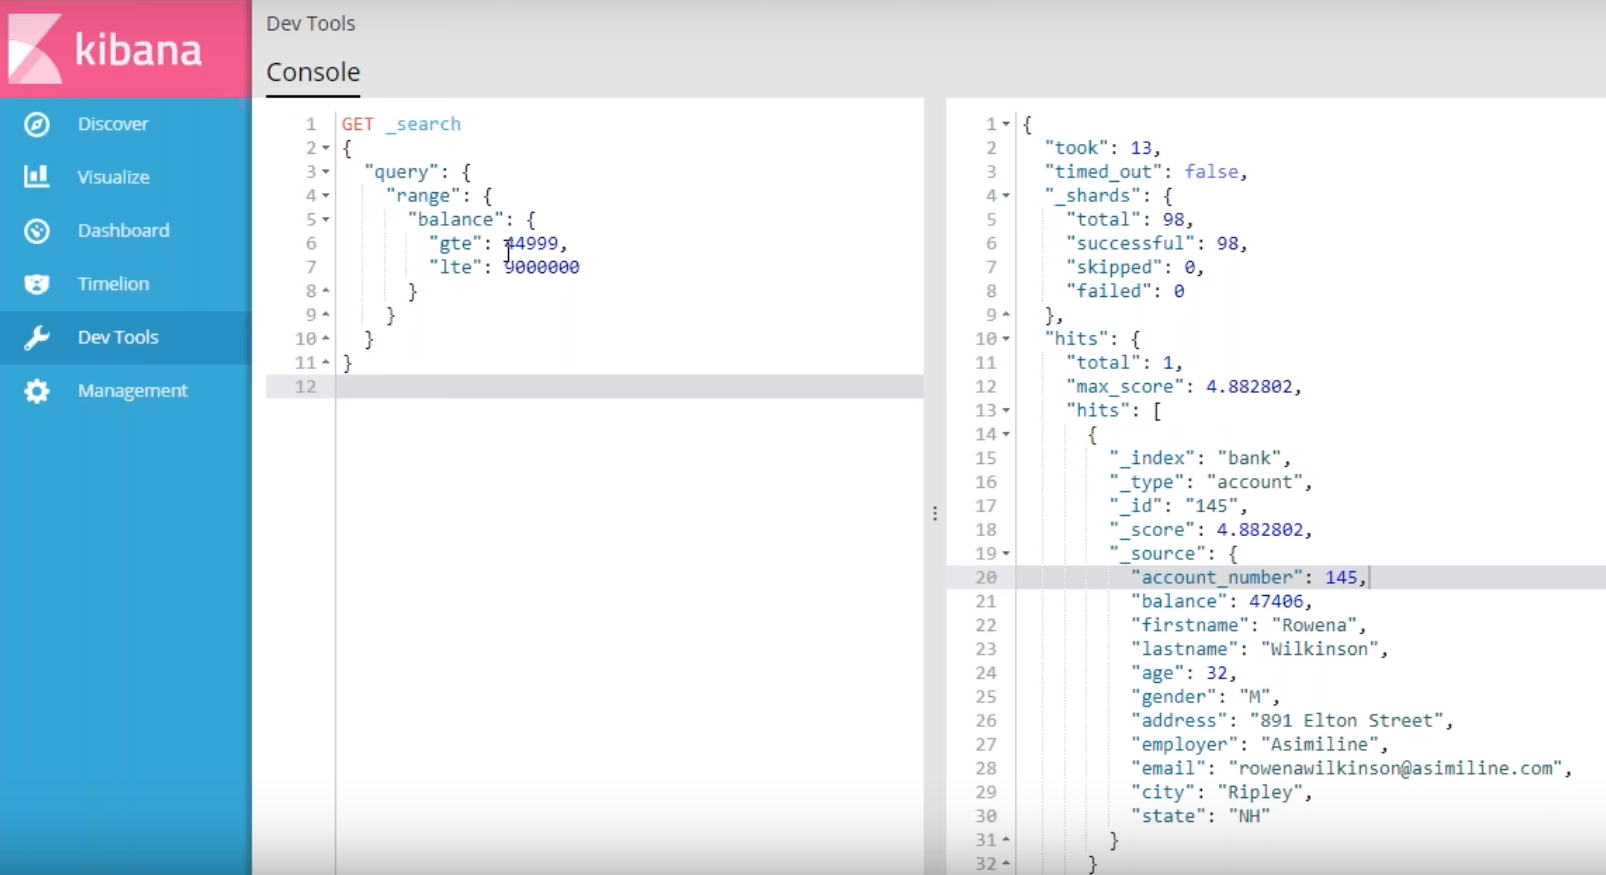 kibana
Discover
Visualize
Dashboard
Timelion
Dev Tools
Management
Dev Tools
Console
1 GET _search
2 {
3 "query": {
4 "range": {
5 "balance": {
6 "gte": 44999,
7 "lte": 9000000
8 }
9 }
10 }
11 }
12
1 {
2 "took": 13,
3 "timed_out": false,
4 "_shards": {
5 "total": 98,
6 "successful": 98,
7 "skipped": 0,
8 "failed": 0
9 },
10 "hits": {
11 "total": 1,
12 "max_score": 4.882802,
13 "hits": [
14 {
15 "_index": "bank",
16 "_type": "account",
17 "_id": "145",
18 "_score": 4.882802,
19 "_source": {
20 "account_number": 145,
21 "balance": 47406,
22 "firstname": "Rowena",
23 "lastname": "Wilkinson",
24 "age": 32,
25 "gender": "M",
26 "address": "891 Elton Street",
27 "employer": "Asimiline",
28 "email": "rowenawilkinson@asimiline.com",
29 "city": "Ripley",
30 "state": "NH"
31 }
32 }